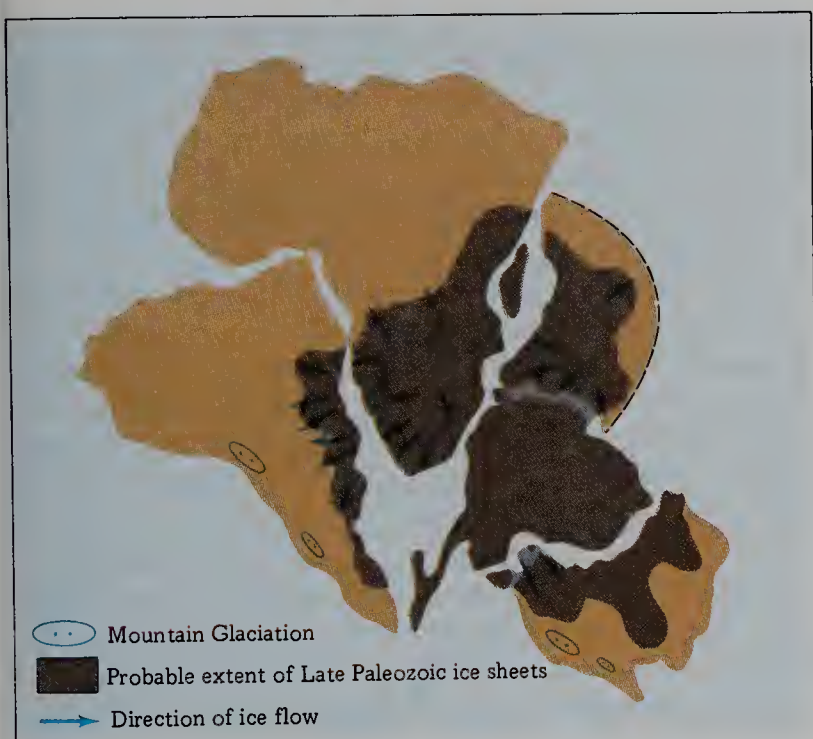 Mountain Glaciation
Probable extent of Late Paleozoic ice sheets
Direction of ice flow